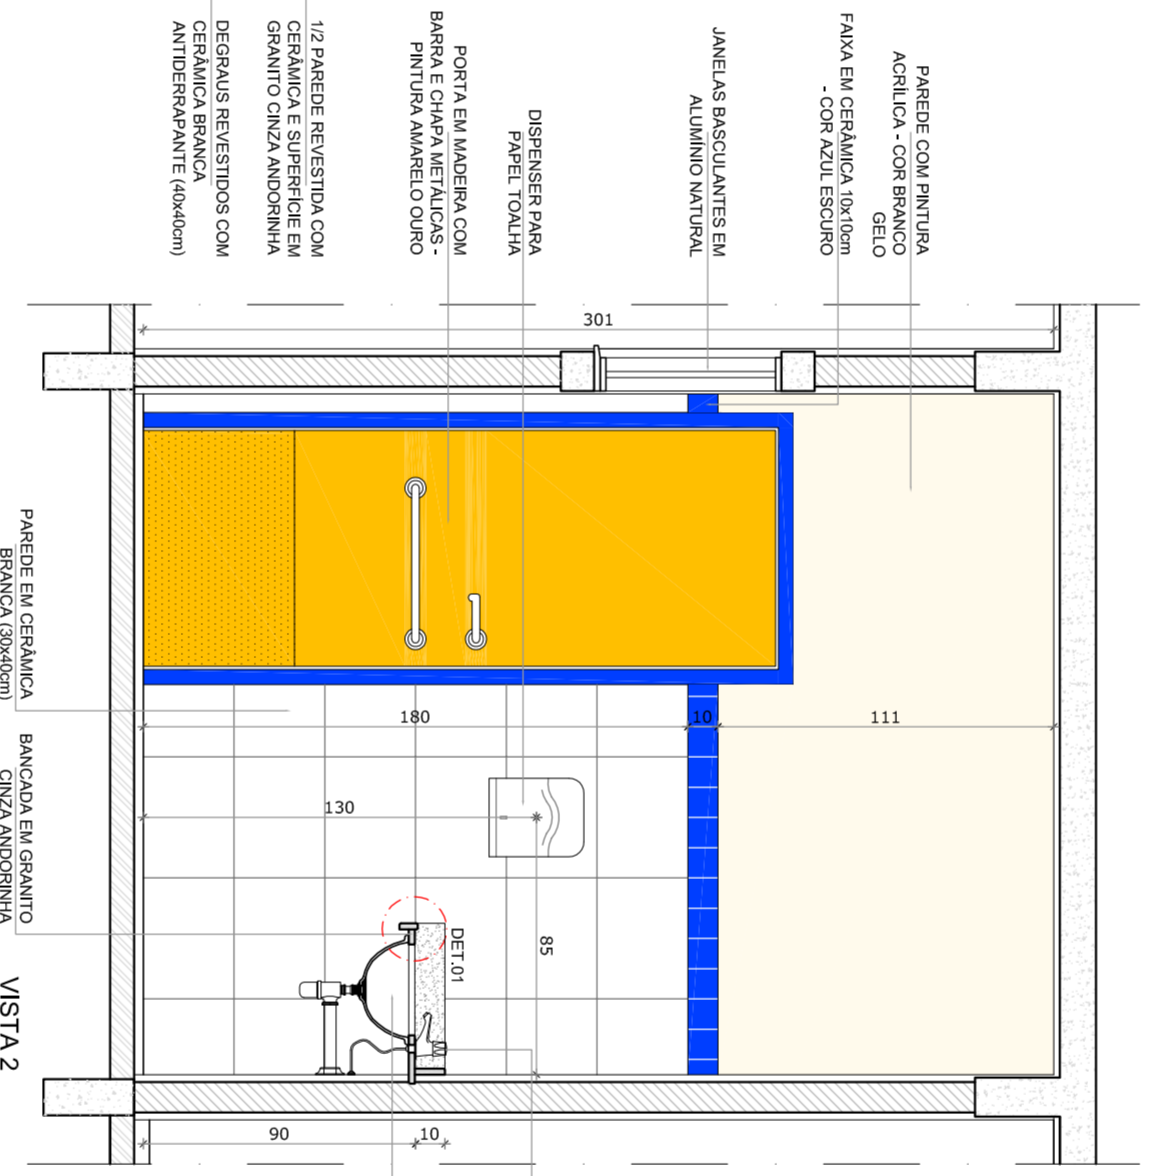 PAREDE COM PINTURA
ACRÍLICA - COR BRANCO
GELO
FAIXA EM CERÂMICA 10x10cm
- COR AZUL ESCURO
JANELAS BASCULANTES EM
ALUMÍNIO NATURAL
DISPENSER PARA
PAPEL TOALHA
PORTA EM MADEIRA COM
BARRA E CHAPA METÁLICAS -
PINTURA AMARELO OURO
1/2 PAREDE REVESTIDA COM
CERÂMICA E SUPERFÍCIE EM
GRANITO CINZA ANDORINHA
DEGRAUS REVESTIDOS COM
CERÂMICA BRANCA
ANTIDERRAPANTE (40x40cm)
301
180
10
111
130
85
DET.01
90
10
PAREDE EM CERÂMICA
BRANCA (30x40cm)
BANCADA EM GRANITO
CINZA ANDORINHA
VISTA 2